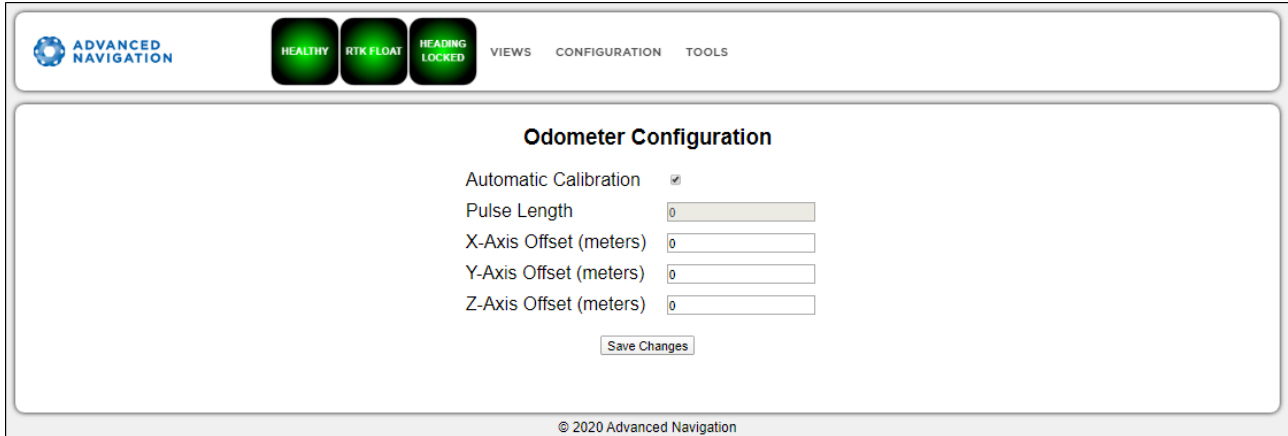 ADVANCED
NAVIGATION
HEALTHY
RTK FLOAT
HEADING
LOCKED
VIEWS CONFIGURATION TOOLS
Odometer Configuration
Automatic Calibration
Pulse Length 0
X-Axis Offset (meters) 0
Y-Axis Offset (meters) 0
Z-Axis Offset (meters) 0
Save Changes
© 2020 Advanced Navigation